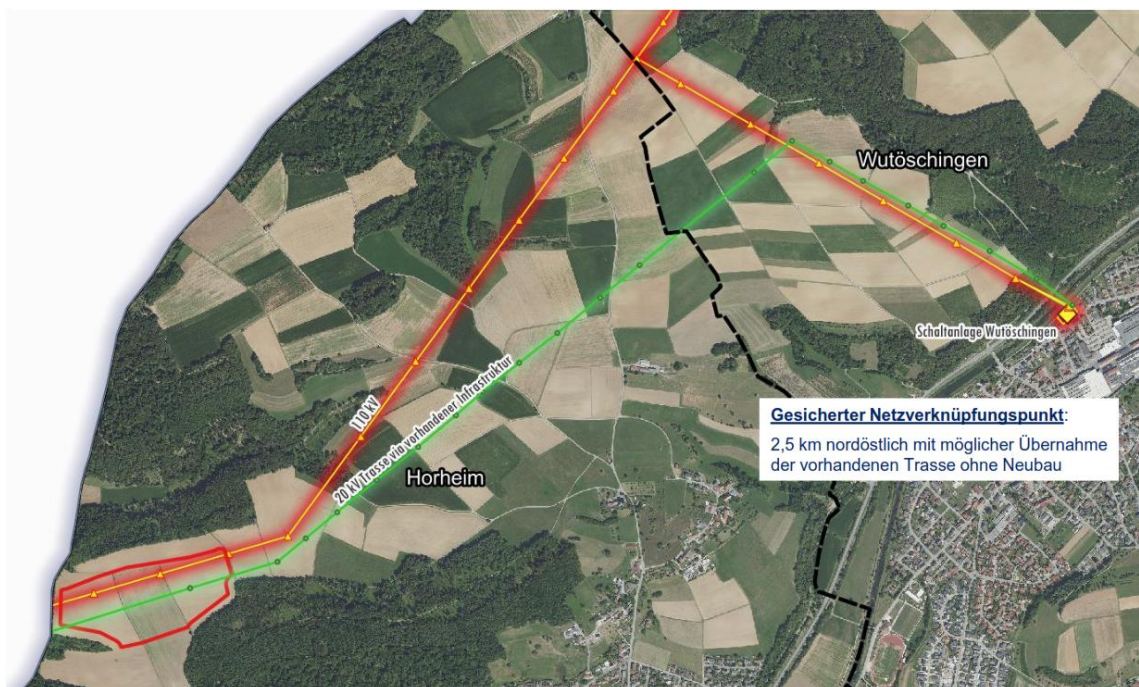 Wutöschingen
Schaltanlage Wutöschingen
110 kV
20 kV Trasse via vorhandener Infrastruktur
Horheim
Gesicherter Netzverknüpfungspunkt:
2,5 km nordöstlich mit möglicher Übernahme
der vorhandenen Trasse ohne Neubau